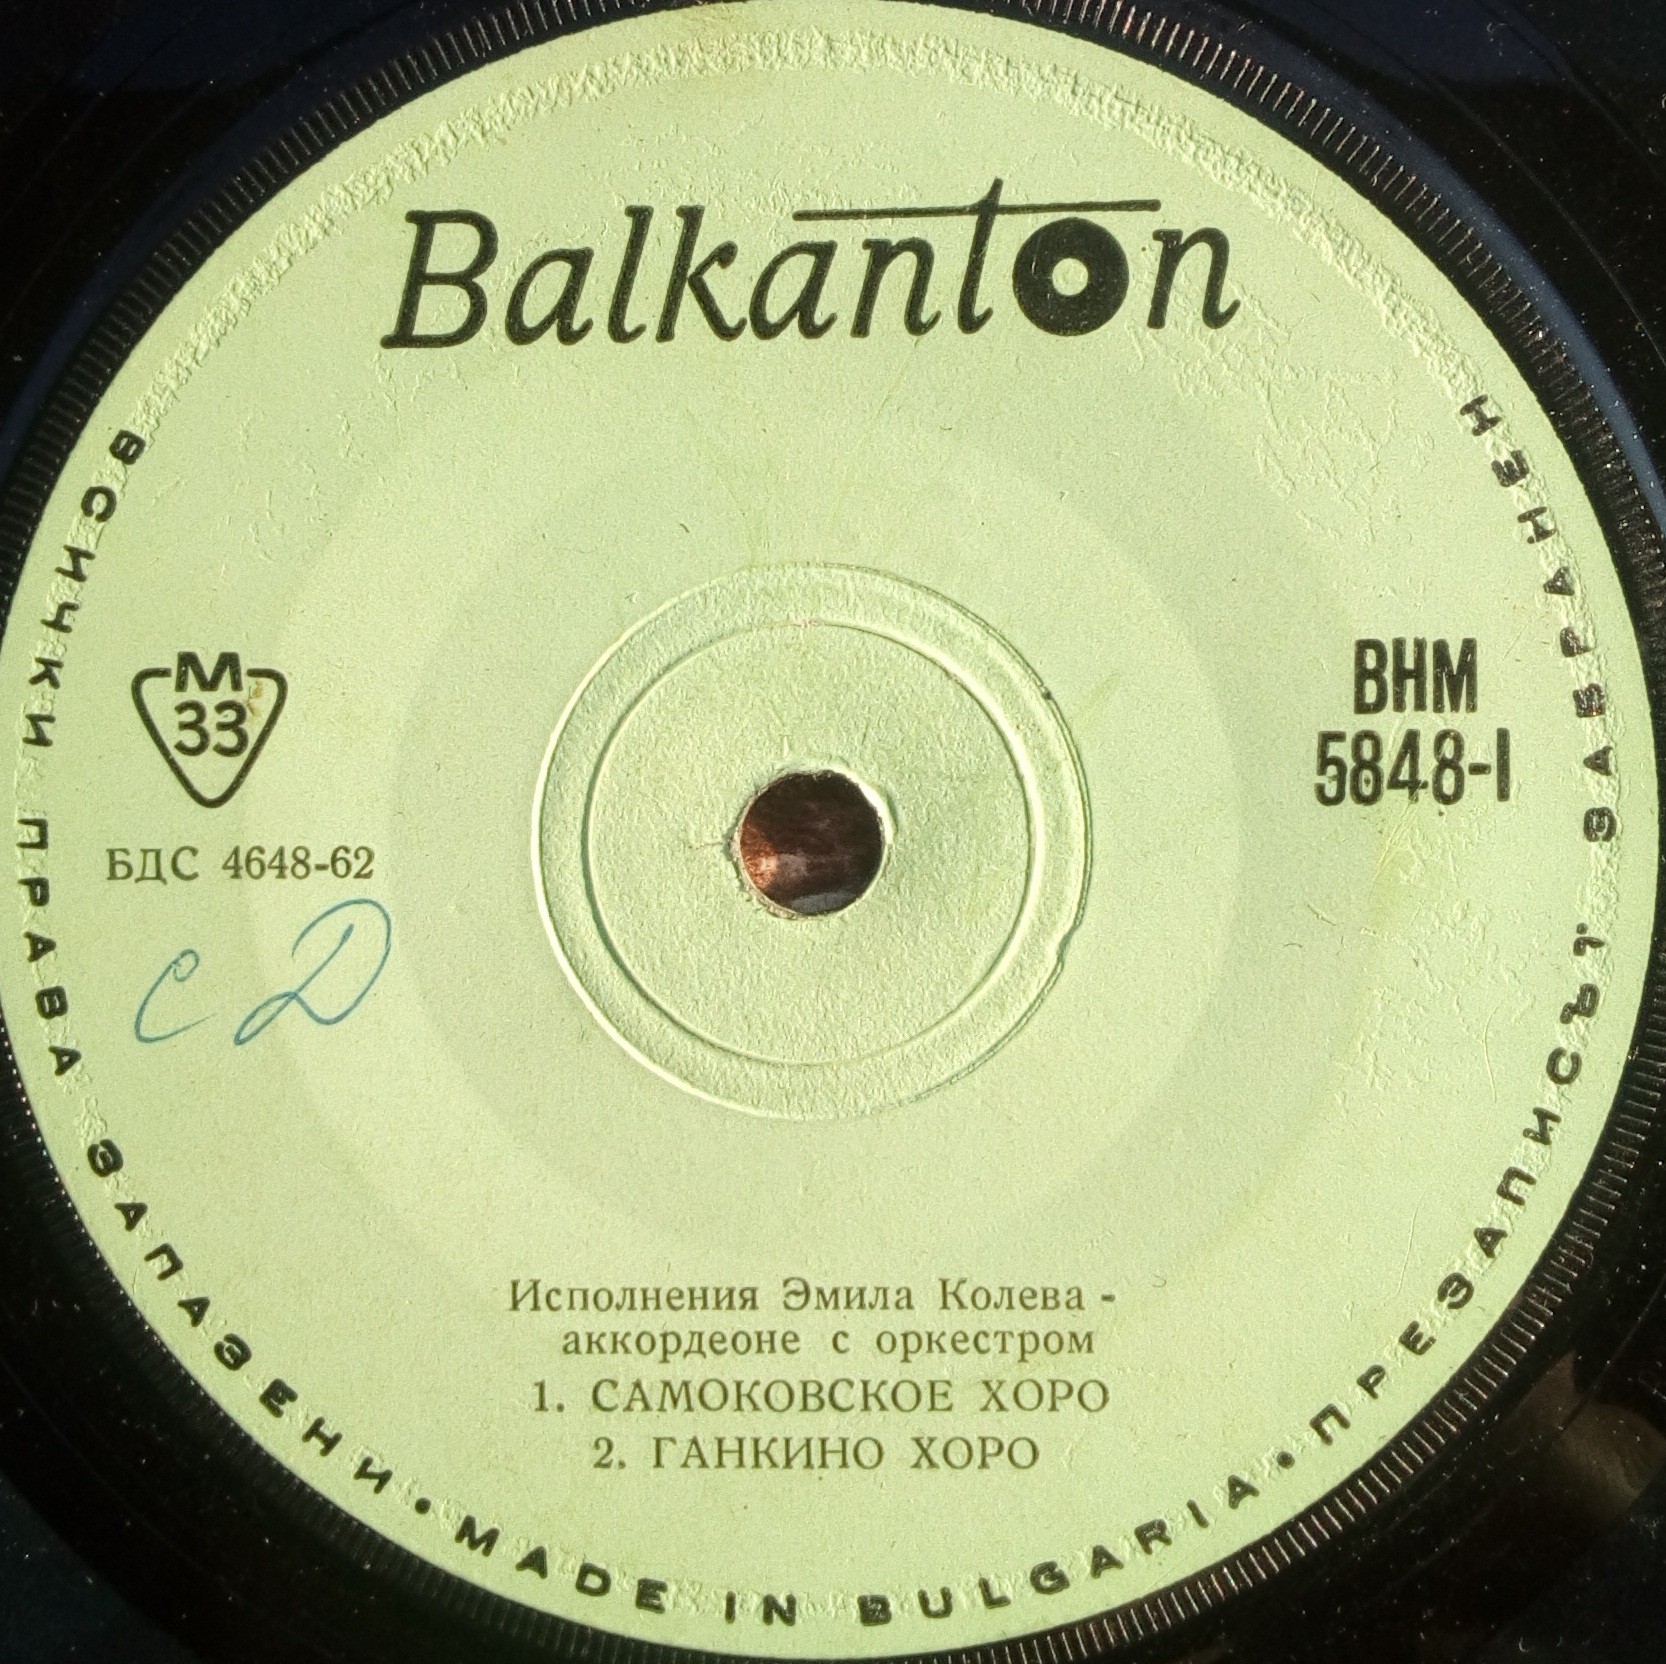 Balkanton
M
33
ВНМ
5848-I
БДС 4648-62
С Д
Исполнения Эмила Колева -
аккордеоне с оркестром
1. САМОКОВСКОЕ ХОРО
2. ГАНКИНО ХОРО
ВСИЧКИ ПРАВА ЗАПАЗЕНИ • MADE IN BULGARIA • ПРЕЗАПИСЪТ ЗАБРАНЕН